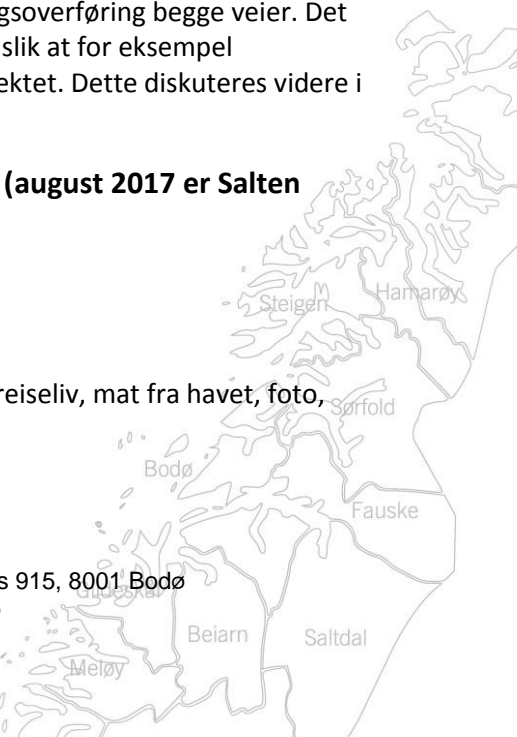 gsoverføring begge veier. Det
slik at for eksempel
ektet. Dette diskuteres videre i
(august 2017 er Salten
Steigen
Hamarøy
reiseliv, mat fra havet, foto,
Sørfold
Bodø
Fauske
s 915, 8001 Bodø
Gildeskål
Beiarn
Saltdal
Meløy